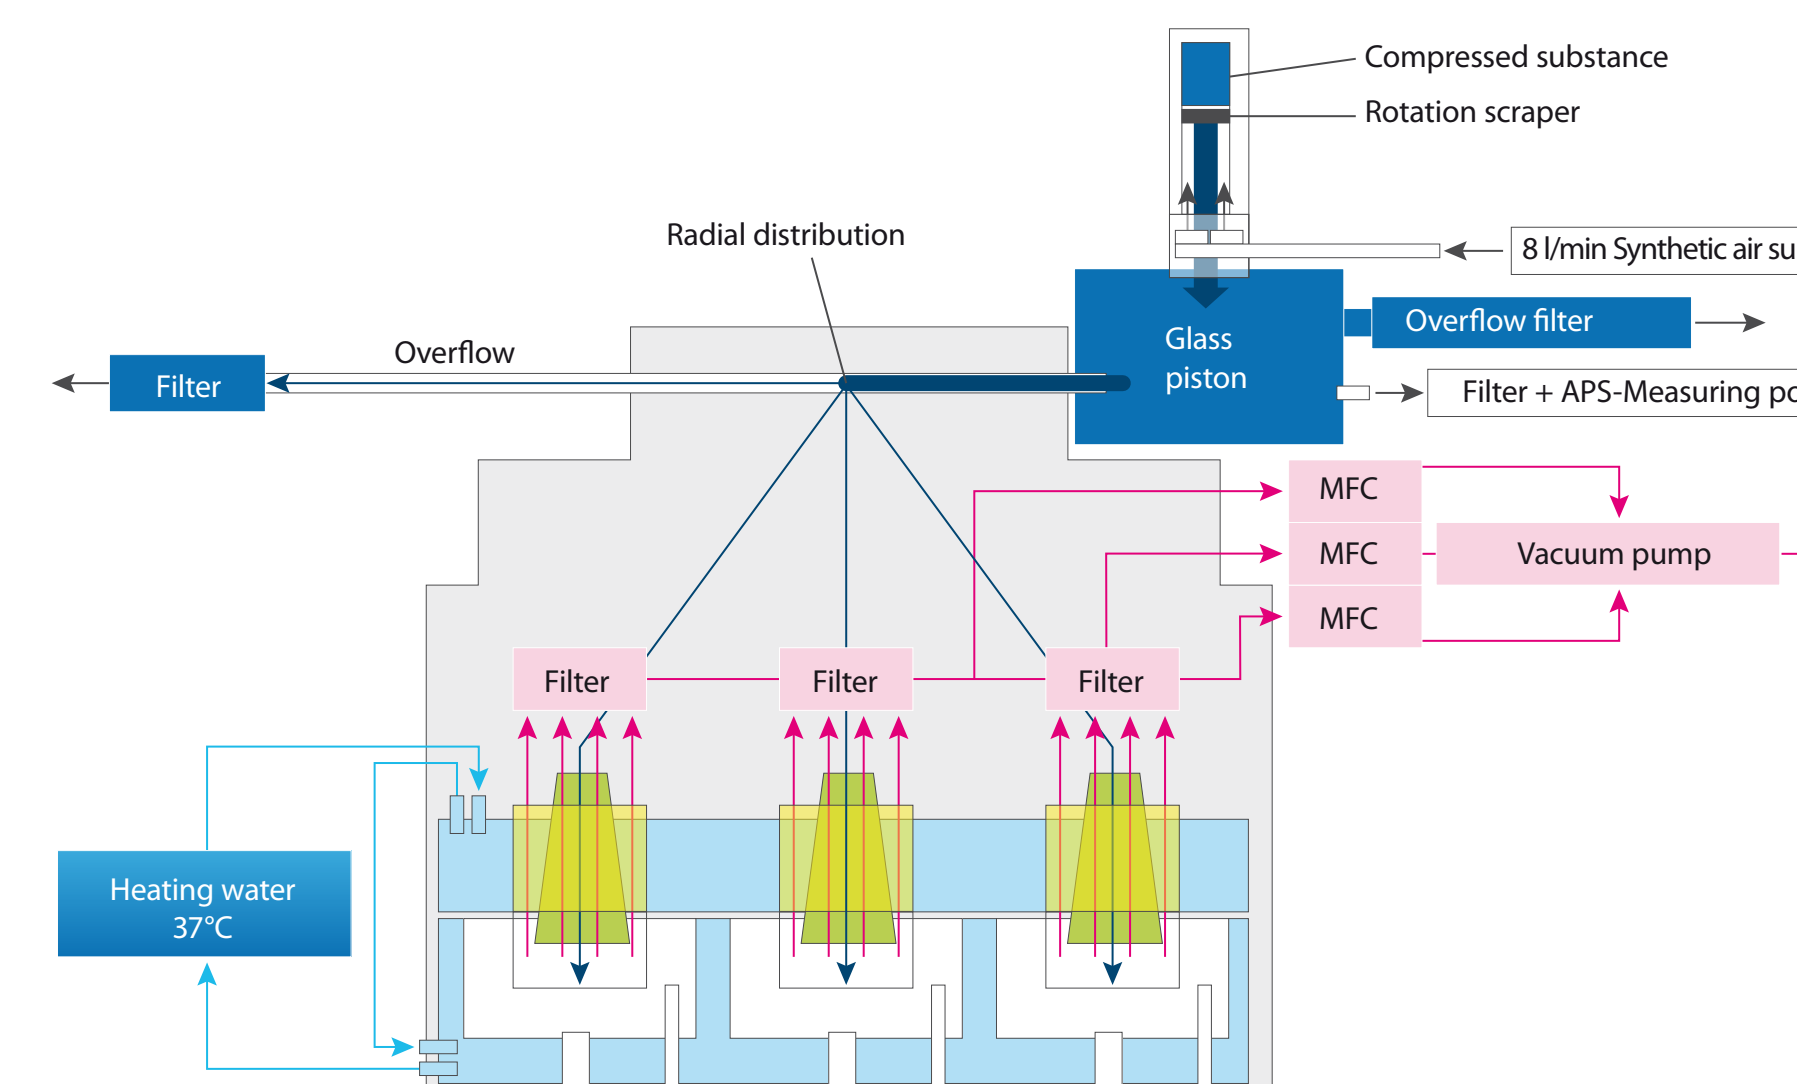 Compressed substance
Rotation scraper
Radial distribution
8 l/min Synthetic air su
Overflow filter
Glass
piston
Overflow
Filter
Filter + APS-Measuring po
MFC
MFC
Vacuum pump
MFC
Filter
Filter
Filter
Heating water
37°C